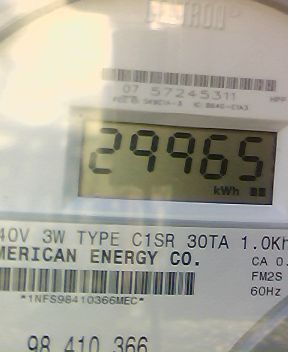 07 57245311
29965
kWh
40V 3W TYPE C1SR 30TA 1.0Kh
MERICAN ENERGY CO.
CA 0.
FM2S
60Hz
*1NFS98410366MEC*
98 410 366